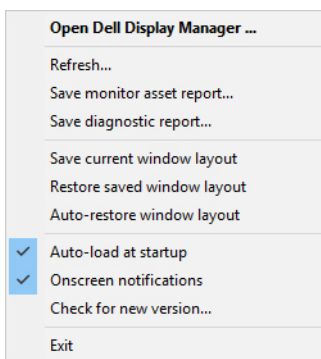 Open Dell Display Manager ...
Refresh...
Save monitor asset report...
Save diagnostic report...
Save current window layout
Restore saved window layout
Auto-restore window layout
Auto-load at startup
Onscreen notifications
Check for new version...
Exit